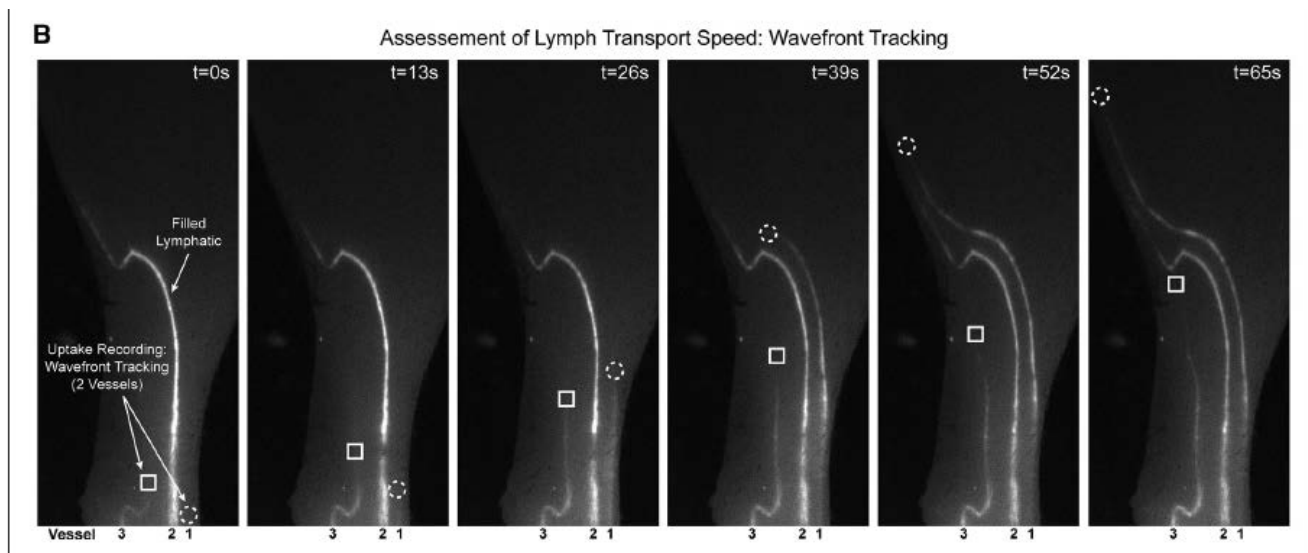 B
Assessement of Lymph Transport Speed: Wavefront Tracking
t=0s t=13s t=26s t=39s t=52s t=65s
Filled
Lymphatic
Uptake Recording:
Wavefront Tracking
(2 Vessels)
Vessel 3 2 1 3 2 1 3 2 1 3 2 1 3 2 1 3 2 1